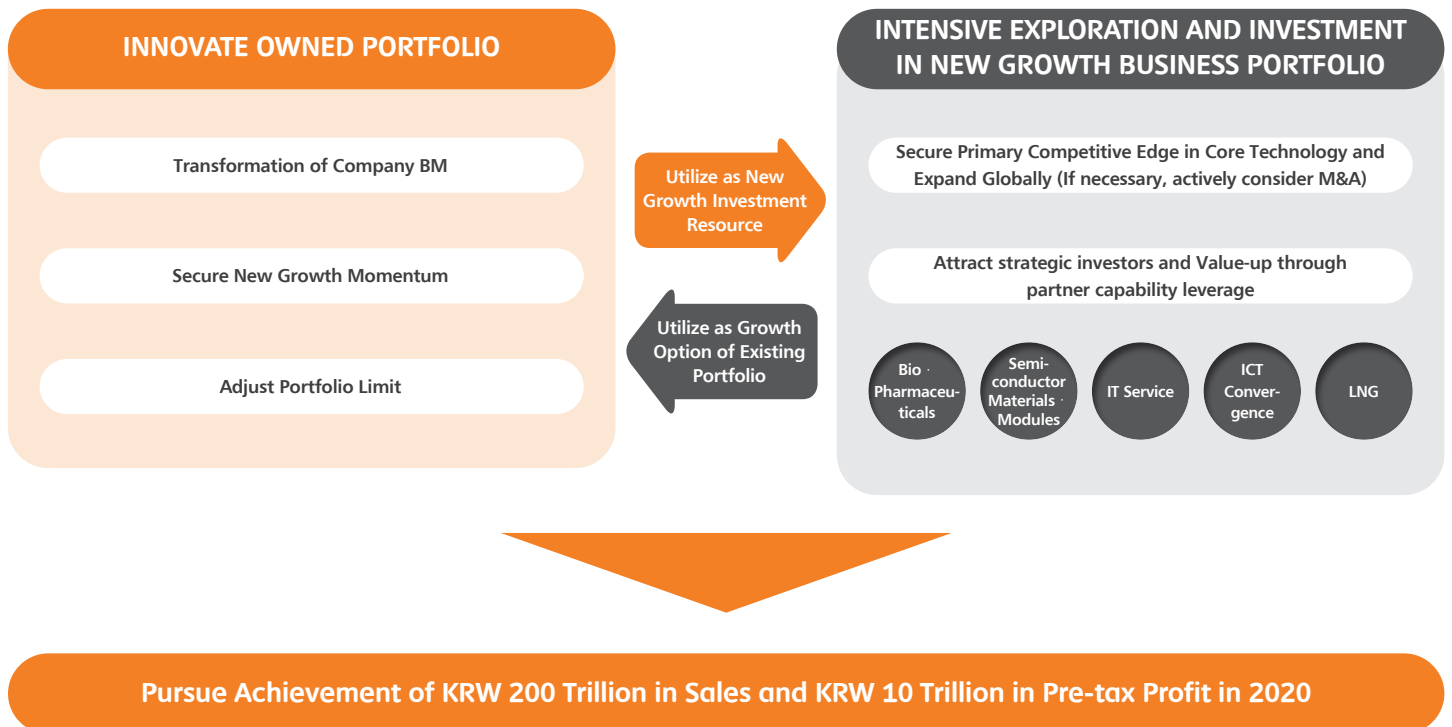 INNOVATE OWNED PORTFOLIO
Transformation of Company BM
Secure New Growth Momentum
Adjust Portfolio Limit
Utilize as New
Growth Investment
Resource
Utilize as Growth
Option of Existing
Portfolio
INTENSIVE EXPLORATION AND INVESTMENT
IN NEW GROWTH BUSINESS PORTFOLIO
Secure Primary Competitive Edge in Core Technology and
Expand Globally (If necessary, actively consider M&A)
Attract strategic investors and Value-up through
partner capability leverage
Bio ·
Pharmaceu-
ticals
Semi-
conductor
Materials ·
Modules
IT Service
ICT
Conver-
gence
LNG
Pursue Achievement of KRW 200 Trillion in Sales and KRW 10 Trillion in Pre-tax Profit in 2020